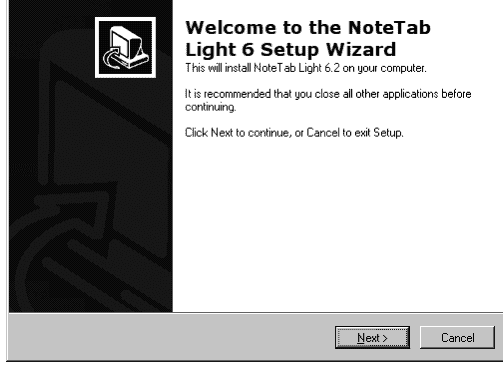 Welcome to the NoteTab
Light 6 Setup Wizard
This will install NoteTab Light 6.2 on your computer.
It is recommended that you close all other applications before
continuing.
Click Next to continue, or Cancel to exit Setup.
Next >
Cancel